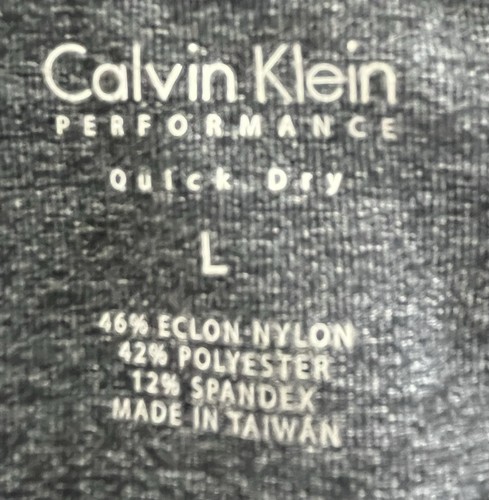 Calvin Klein
PERFORMANCE
Quick Dry
L
46% ECLON-NYLON
42% POLYESTER
12% SPANDEX
MADE IN TAIWAN